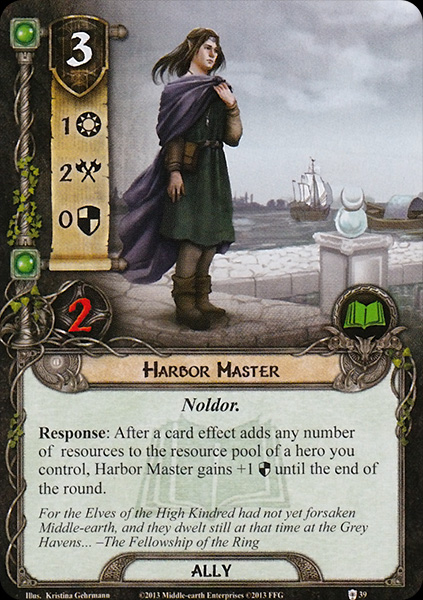 3
1
2
0
2
Harbor Master
Noldor.
Response: After a card effect adds any number
of resources to the resource pool of a hero you
control, Harbor Master gains +1 until the end of
the round.
For the Elves of the High Kindred had not yet forsaken
Middle-earth, and they dwelt still at that time at the Grey
Havens... –The Fellowship of the Ring
Ally
Illus. Kristina Gehrmann ©2013 Middle-earth Enterprises ©2013 FFG 39